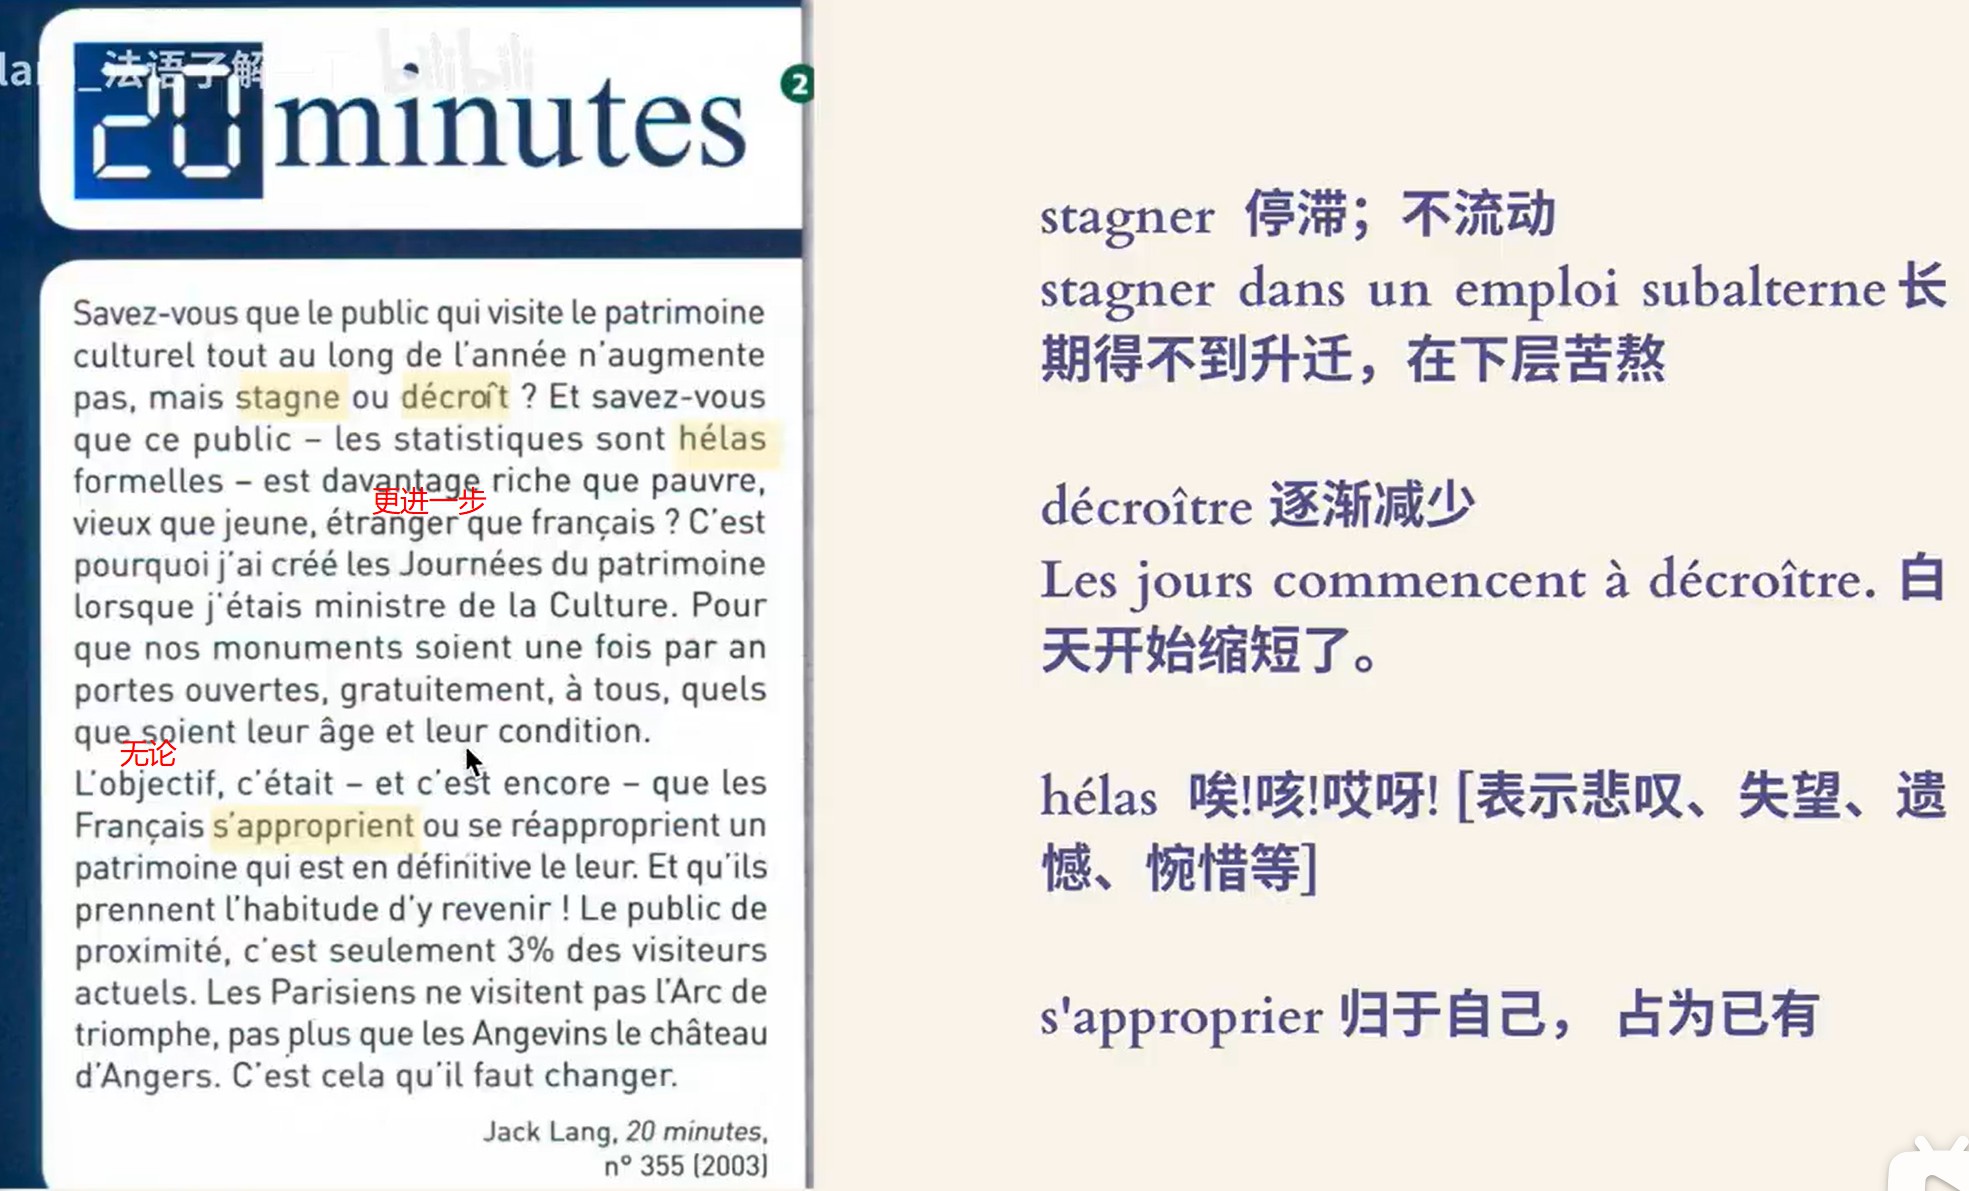 lan_法语了解一下 bilibili
20 minutes
2
Savez-vous que le public qui visite le patrimoine
culturel tout au long de l'année n'augmente
pas, mais stagne ou décroît ? Et savez-vous
que ce public – les statistiques sont hélas
formelles – est davantage riche que pauvre,
更进一步
vieux que jeune, étranger que français ? C'est
pourquoi j'ai créé les Journées du patrimoine
lorsque j'étais ministre de la Culture. Pour
que nos monuments soient une fois par an
portes ouvertes, gratuitement, à tous, quels
que soient leur âge et leur condition.
无论
L'objectif, c'était – et c'est encore – que les
Français s'approprient ou se réapproprient un
patrimoine qui est en définitive le leur. Et qu'ils
prennent l'habitude d'y revenir ! Le public de
proximité, c'est seulement 3% des visiteurs
actuels. Les Parisiens ne visitent pas l'Arc de
triomphe, pas plus que les Angevins le château
d'Angers. C'est cela qu'il faut changer.
Jack Lang, 20 minutes,
n° 355 (2003)
stagner 停滞；不流动
stagner dans un emploi subalterne 长
期得不到升迁，在下层苦熬
décroître 逐渐减少
Les jours commencent à décroître. 白
天开始缩短了。
hélas 唉!咳!哎呀! [表示悲叹、失望、遗
憾、惋惜等]
s'approprier 归于自己， 占为已有